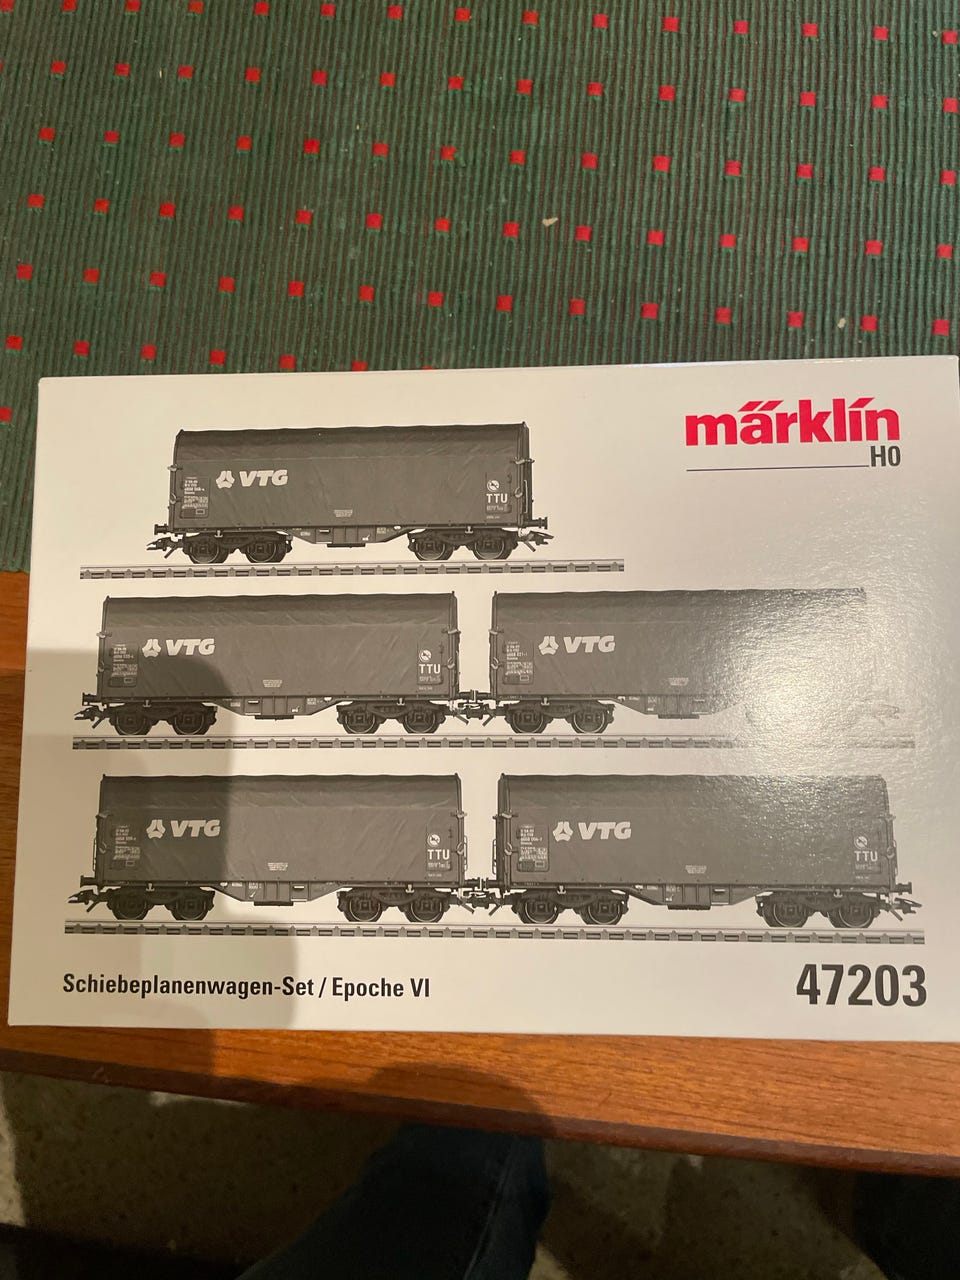 märklin
H0
VTG
TTU
VTG
TTU
VTG
VTG
TTU
VTG
TTU
Schiebeplanenwagen-Set / Epoche VI
47203